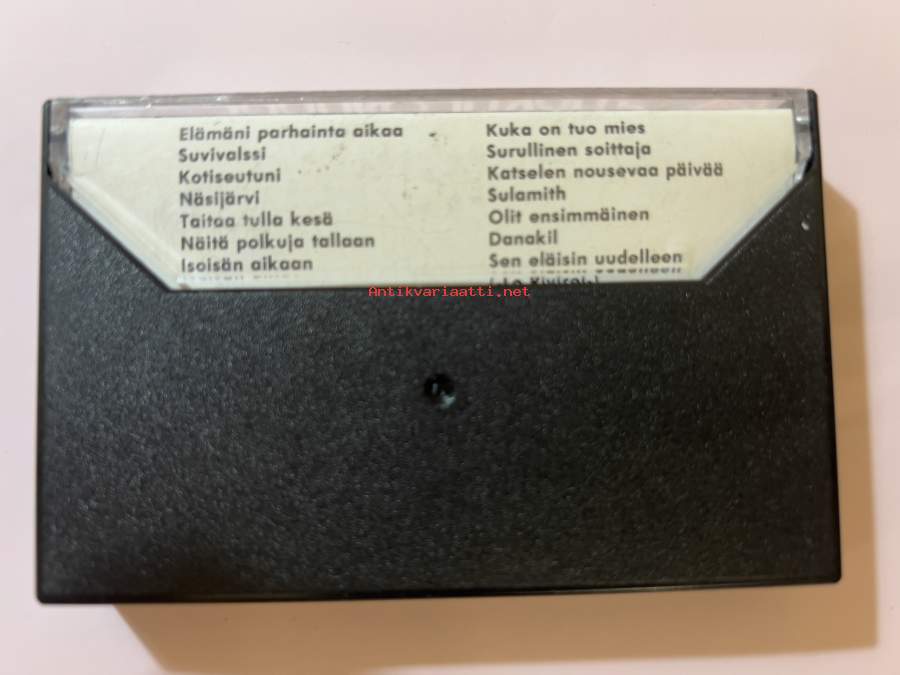 Elämäni parhainta aikaa
Suvivalssi
Kotiseutuni
Näsijärvi
Taitaa tulla kesä
Näitä polkuja tallaan
Isoisän aikaan
Kuka on tuo mies
Surullinen soittaja
Katselen nousevaa päivää
Sulamith
Olit ensimmäinen
Danakil
Sen eläisin uudelleen
Antikvariaatti.net